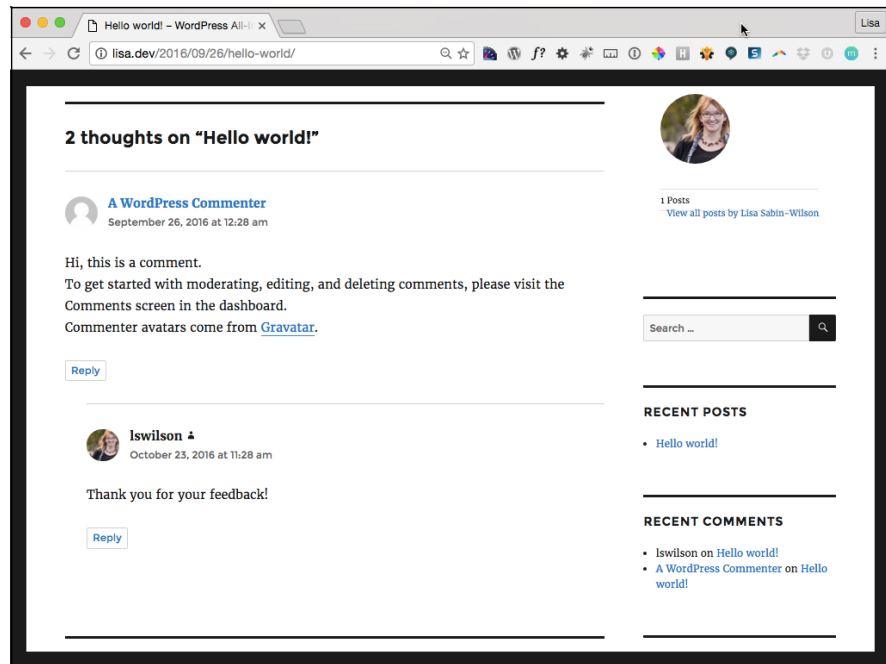 Hello world! – WordPress All-I
Lisa
lisa.dev/2016/09/26/hello-world/
f?
2 thoughts on “Hello world!”
A WordPress Commenter
September 26, 2016 at 12:28 am
Hi, this is a comment.
To get started with moderating, editing, and deleting comments, please visit the
Comments screen in the dashboard.
Commenter avatars come from Gravatar.
Reply
lswilson
October 23, 2016 at 11:28 am
Thank you for your feedback!
Reply
1 Posts
View all posts by Lisa Sabin-Wilson
Search …
RECENT POSTS
Hello world!
RECENT COMMENTS
lswilson on Hello world!
A WordPress Commenter on Hello
world!